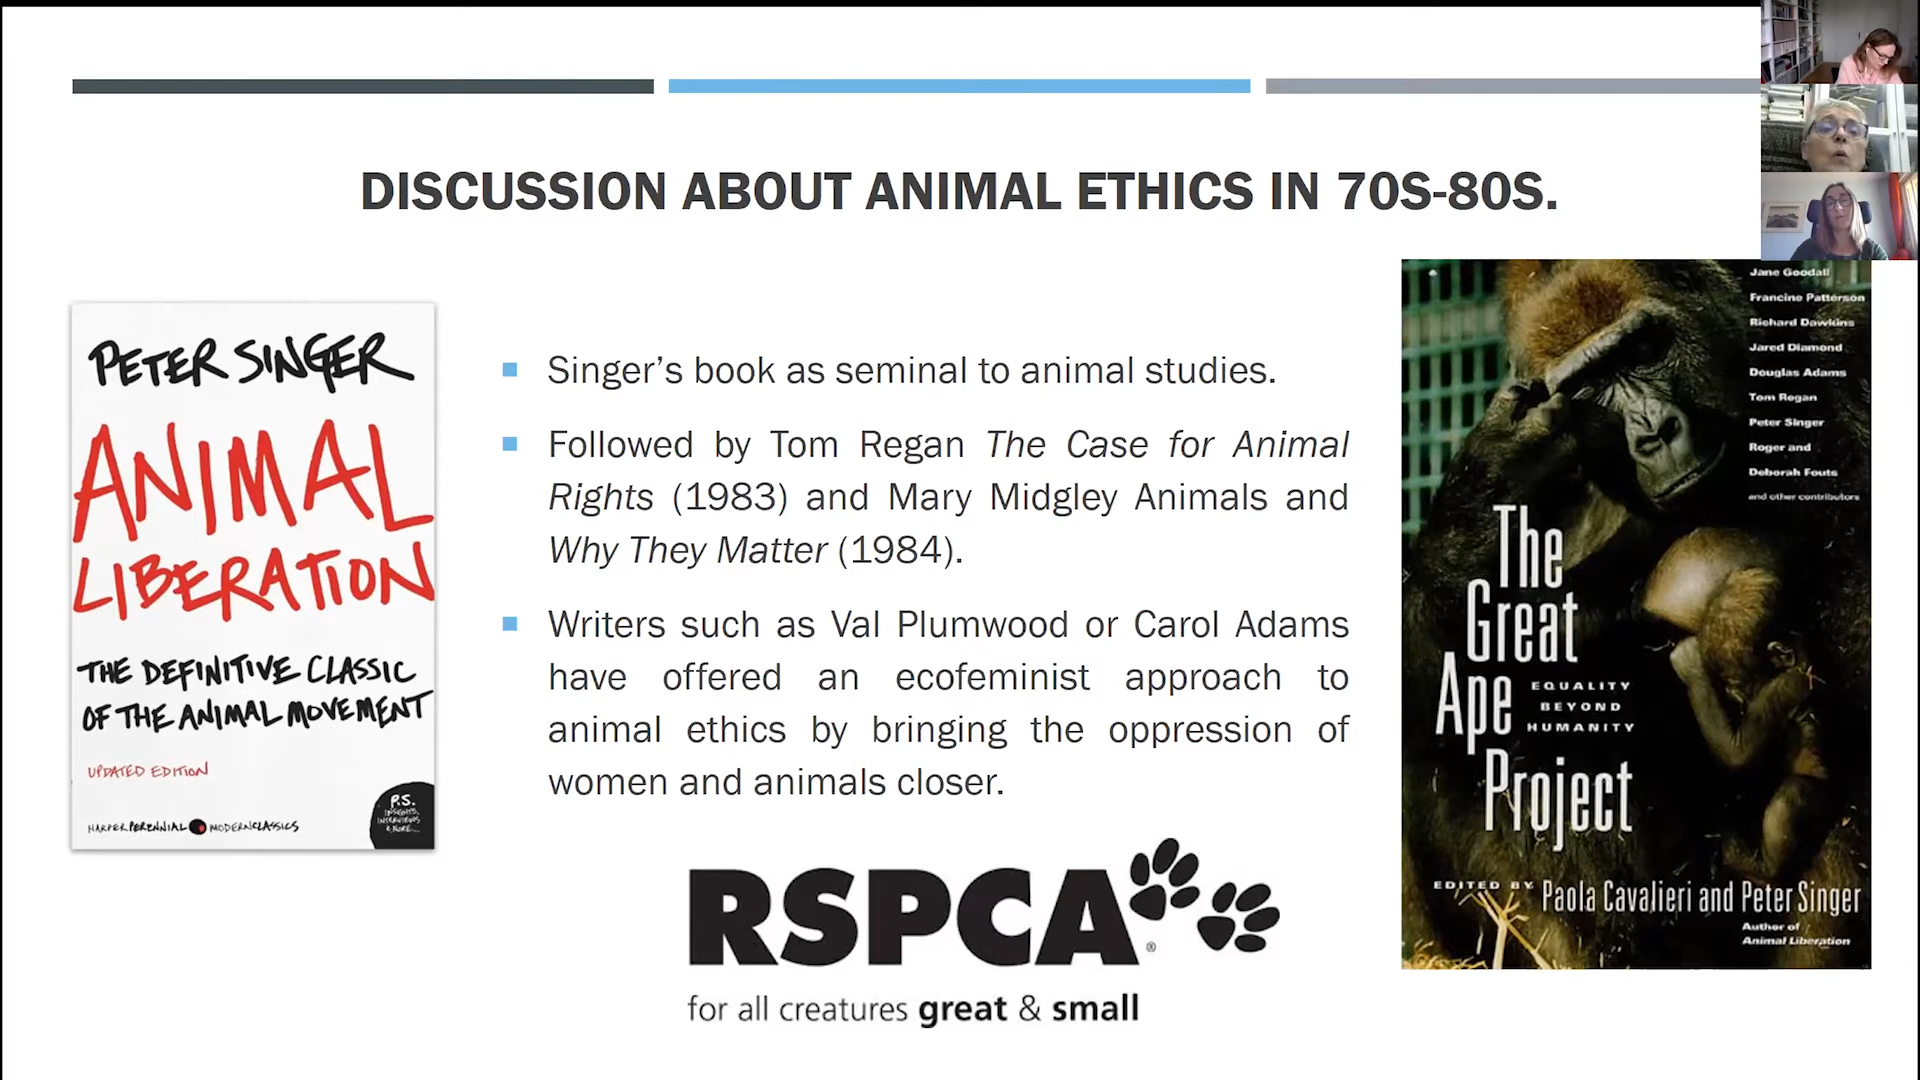 DISCUSSION ABOUT ANIMAL ETHICS IN 70S-80S.
PETER SINGER
ANIMAL
LIBERATION
THE DEFINITIVE CLASSIC
OF THE ANIMAL MOVEMENT
UPDATED EDITION
HARPERPERENNIAL MODERNCLASSICS
P.S.
INSIGHTS,
INTERVIEWS
& MORE...
Singer's book as seminal to animal studies.
Followed by Tom Regan The Case for Animal
Rights (1983) and Mary Midgley Animals and
Why They Matter (1984).
Writers such as Val Plumwood or Carol Adams
have offered an ecofeminist approach to
animal ethics by bringing the oppression of
women and animals closer.
RSPCA®
for all creatures great & small
Jane Goodall
Francine Patterson
Richard Dawkins
Jared Diamond
Douglas Adams
Tom Regan
Peter Singer
Roger and
Deborah Fouts
and other contributors
The
Great
Ape
Project
EQUALITY
BEYOND
HUMANITY
EDITED BY Paola Cavalieri and Peter Singer
Author of
Animal Liberation